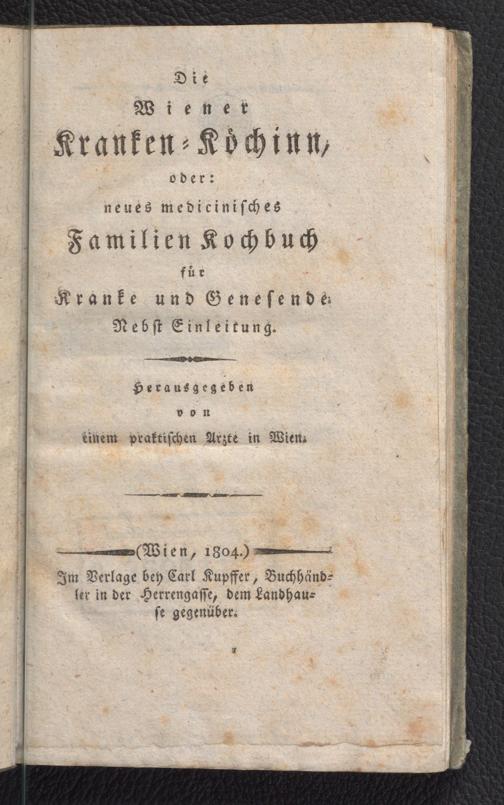 Die
Wiener
Kranken-Köchinn,
oder:
neues medicinisches
Familien Kochbuch
für
Kranke und Genesende.
Nebst Einleitung.
Herausgegeben
von
einem praktischen Arzte in Wien.
(Wien, 1804.)
Im Verlage bey Carl Kupffer, Buchhänd-
ler in der Herrengasse, dem Landhau-
se gegenüber.